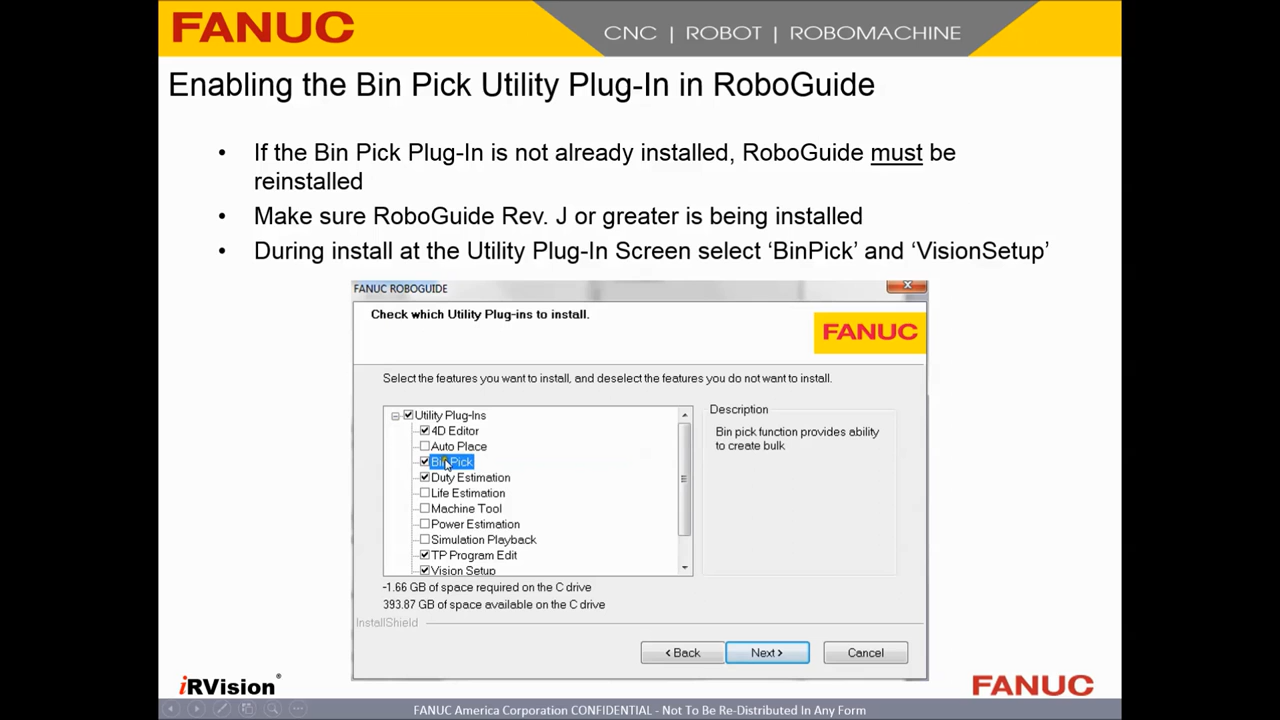 FANUC
CNC | ROBOT | ROBOMACHINE
Enabling the Bin Pick Utility Plug-In in RoboGuide
• If the Bin Pick Plug-In is not already installed, RoboGuide must be
reinstalled
• Make sure RoboGuide Rev. J or greater is being installed
• During install at the Utility Plug-In Screen select ‘BinPick’ and ‘VisionSetup’
FANUC ROBOGUIDE
Check which Utility Plug-ins to install.
FANUC
Select the features you want to install, and deselect the features you do not want to install.
Utility Plug-Ins
4D Editor
Auto Place
Bin Pick
Duty Estimation
Life Estimation
Machine Tool
Power Estimation
Simulation Playback
TP Program Edit
Vision Setup
Description
Bin pick function provides ability
to create bulk
-1.66 GB of space required on the C drive
393.87 GB of space available on the C drive
InstallShield
< Back
Next >
Cancel
iRVision®
FANUC
FANUC America Corporation CONFIDENTIAL - Not To Be Re-Distributed In Any Form